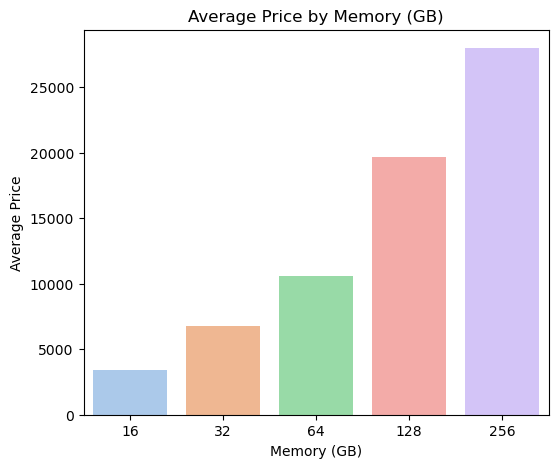 Average Price by Memory (GB)
Average Price
25000
20000
15000
10000
5000
0
16 32 64 128 256
Memory (GB)